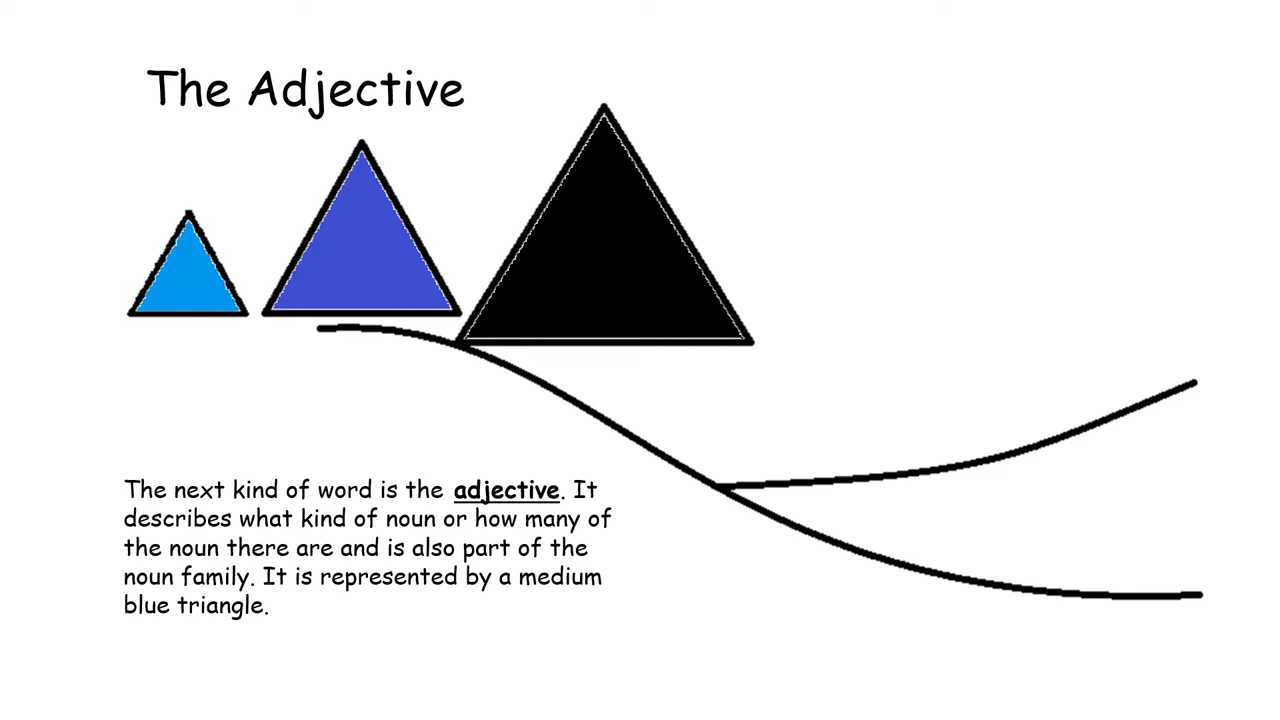 The Adjective
The next kind of word is the adjective. It
describes what kind of noun or how many of
the noun there are and is also part of the
noun family. It is represented by a medium
blue triangle.